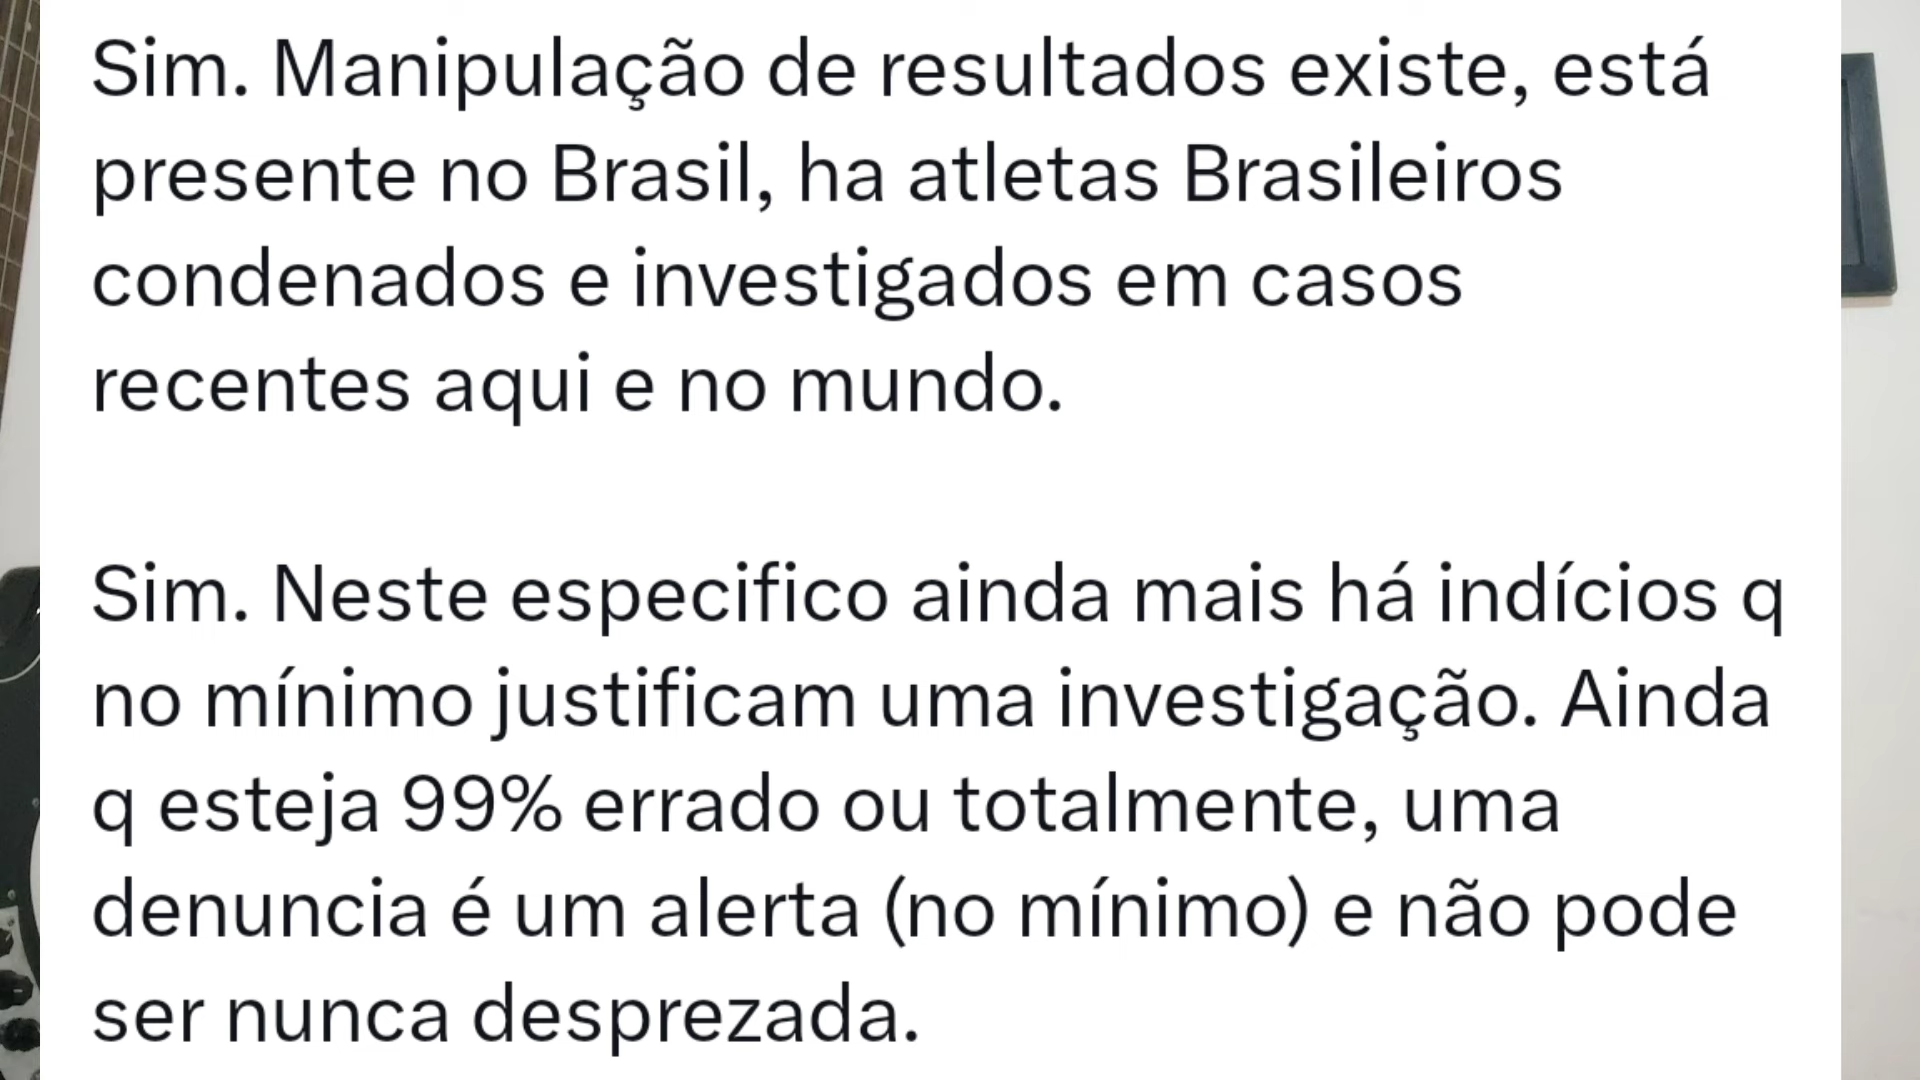 Sim. Manipulação de resultados existe, está
presente no Brasil, ha atletas Brasileiros
condenados e investigados em casos
recentes aqui e no mundo.
Sim. Neste especifico ainda mais há indícios q
no mínimo justificam uma investigação. Ainda
q esteja 99% errado ou totalmente, uma
denuncia é um alerta (no mínimo) e não pode
ser nunca desprezada.